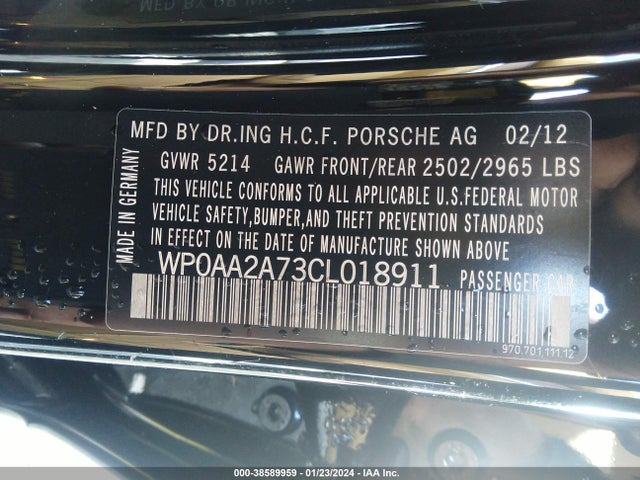 MFD BY DR.ING H.C.F. PORSCHE AG 02/12
GVWR 5214 GAWR FRONT/REAR 2502/2965 LBS
THIS VEHICLE CONFORMS TO ALL APPLICABLE U.S.FEDERAL MOTOR
VEHICLE SAFETY,BUMPER,AND THEFT PREVENTION STANDARDS
IN EFFECT ON THE DATE OF MANUFACTURE SHOWN ABOVE
WP0AA2A73CL018911 PASSENGER CAR
MADE IN GERMANY
970.701.111.12
000-38589959 - 01/23/2024 - IAA Inc.